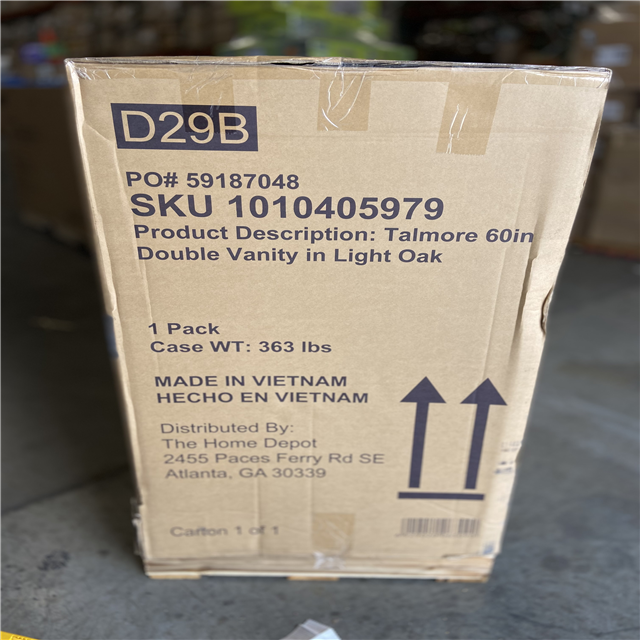 D29B
PO# 59187048
SKU 1010405979
Product Description: Talmore 60in
Double Vanity in Light Oak
1 Pack
Case WT: 363 lbs
MADE IN VIETNAM
HECHO EN VIETNAM
Distributed By:
The Home Depot
2455 Paces Ferry Rd SE
Atlanta, GA 30339
Carton 1 of 1